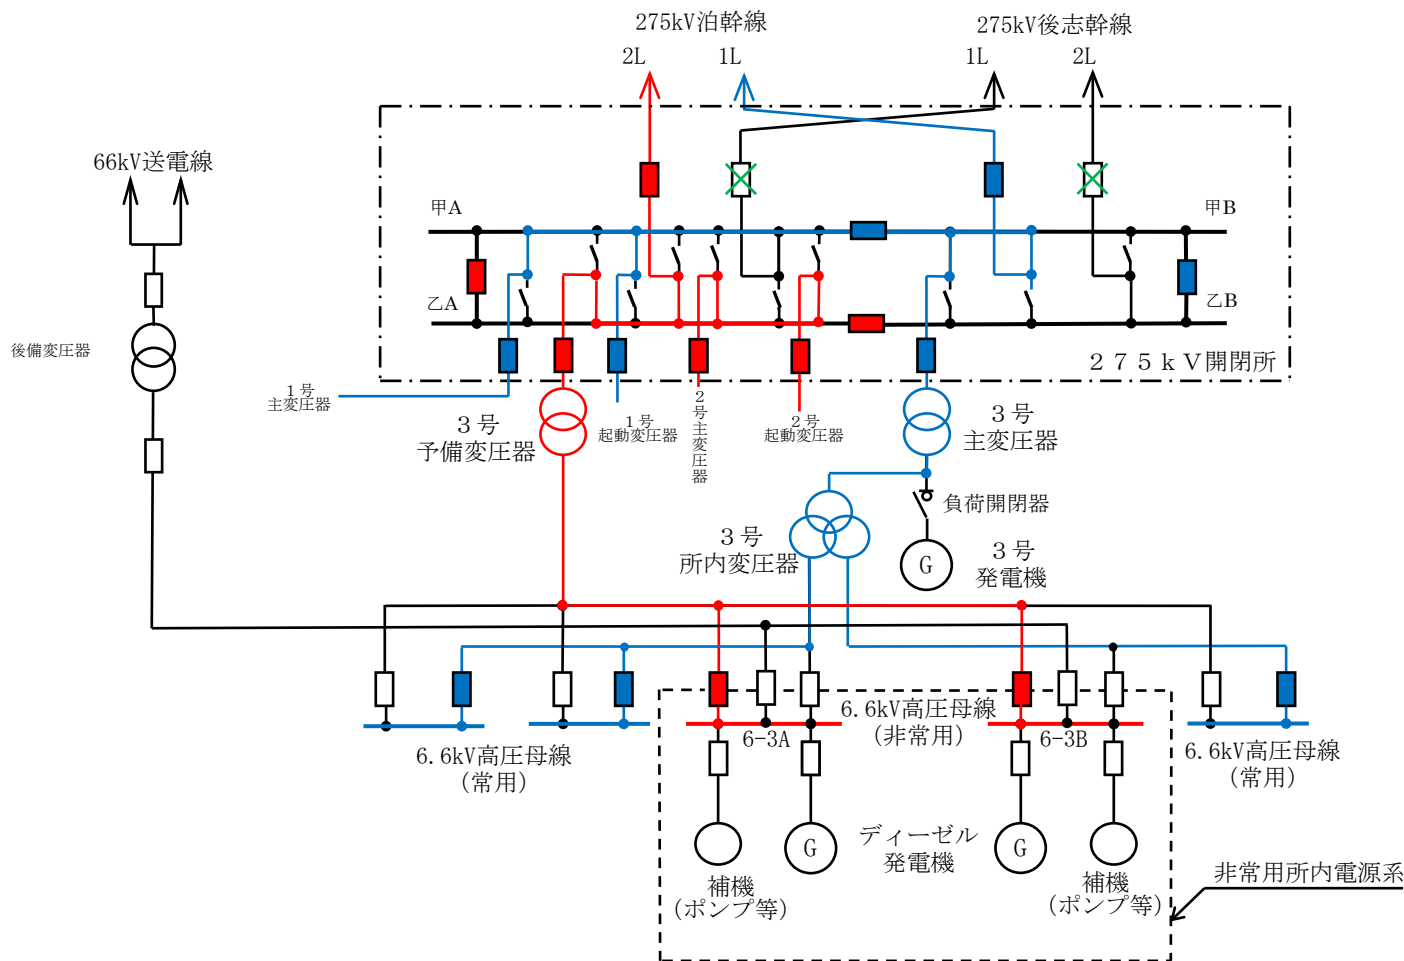 275kV泊幹線
275kV後志幹線
2L
1L
1L
2L
66kV送電線
甲A
甲B
乙A
乙B
275kV開閉所
後備変圧器
1号
主変圧器
3号
予備変圧器
1号
起動変圧器
2号主変圧器
2号
起動変圧器
3号
主変圧器
負荷開閉器
3号
所内変圧器
G
3号
発電機
6.6kV高圧母線
(常用)
6-3A
6.6kV高圧母線
(非常用)
6-3B
6.6kV高圧母線
(常用)
G
ディーゼル
発電機
G
補機
(ポンプ等)
補機
(ポンプ等)
非常用所内電源系